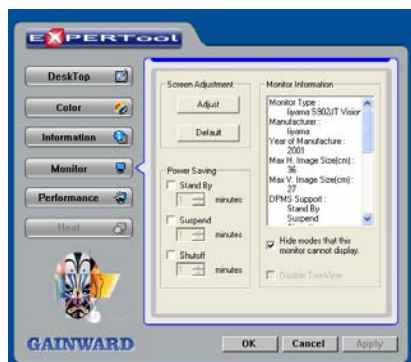 EXPERTool
DeskTop
Color
Information
Monitor
Performance
Heat
GAINWARD
Screen Adjustment
Adjust
Default
Power Saving
Stand By
1 minutes
Suspend
1 minutes
Shutoff
1 minutes
Monitor Information
Monitor Type :
Iiyama S902JT Vision
Manufacturer :
Iiyama
Year of Manufacture :
2001
Max H. Image Size(cm) :
36
Max V. Image Size(cm) :
27
DPMS Support :
Stand By
Suspend
Hide modes that this
monitor cannot display.
Disable TwinView
OK
Cancel
Apply